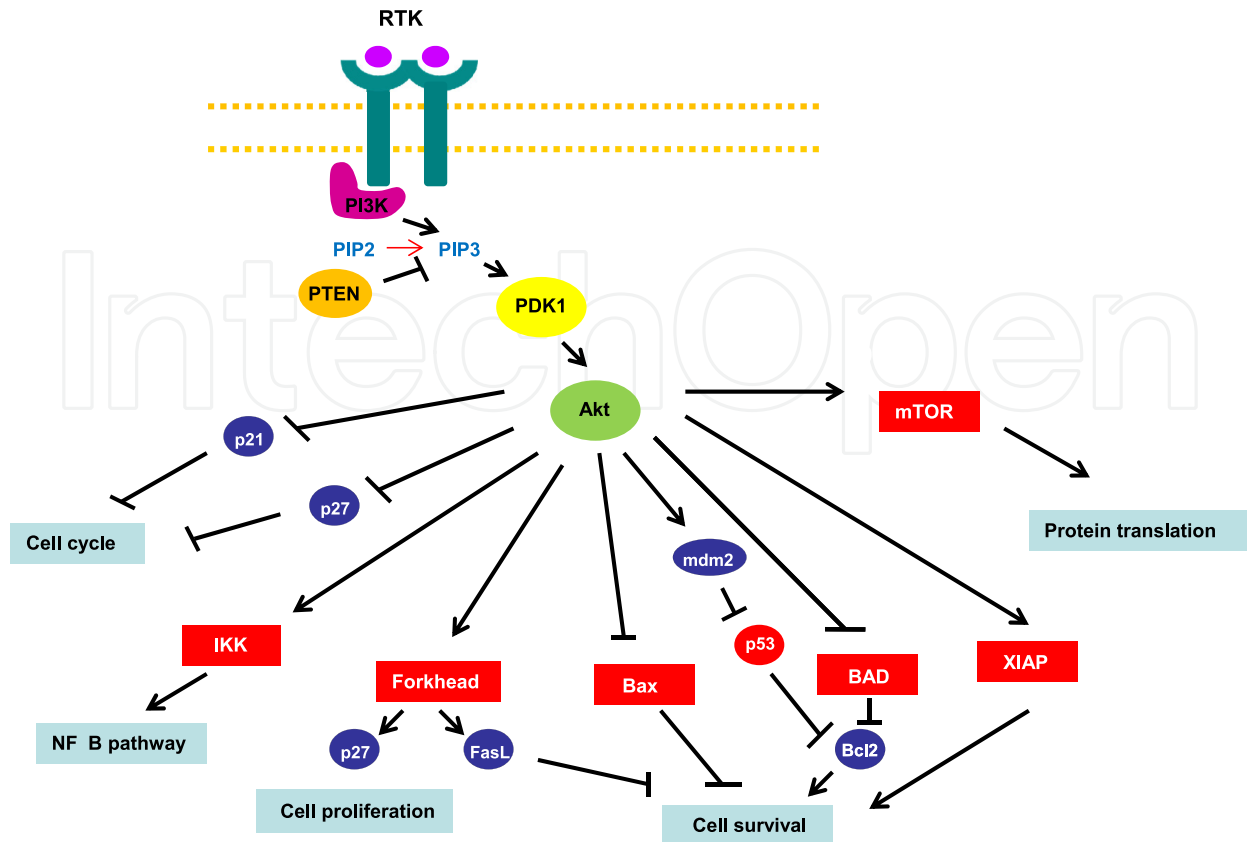 RTK
PI3K
PIP2
PIP3
PTEN
PDK1
IntechOpen
Akt
mTOR
p21
p27
Cell cycle
Protein translation
mdm2
IKK
p53
XIAP
Forkhead
Bax
BAD
NF B pathway
p27
FasL
Bcl2
Cell proliferation
Cell survival